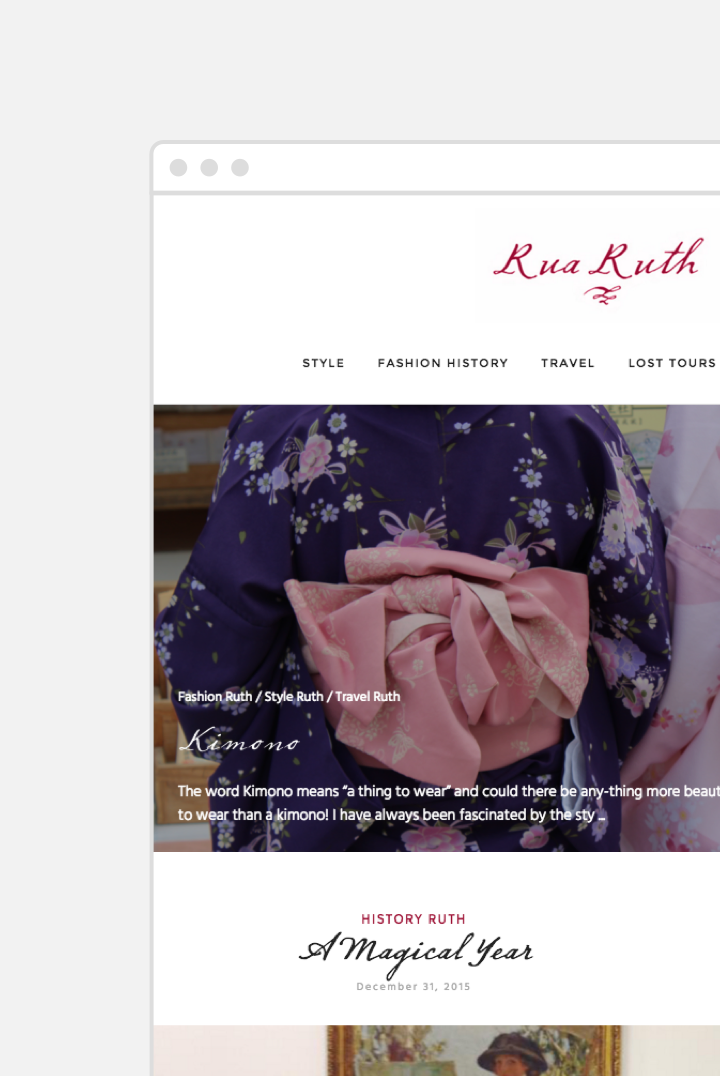 Rua Ruth
STYLE FASHION HISTORY TRAVEL LOST TOURS
Fashion Ruth / Style Ruth / Travel Ruth
Kimono
The word Kimono means “a thing to wear” and could there be any-thing more beaut
to wear than a kimono! I have always been fascinated by the sty ...
HISTORY RUTH
A Magical Year
December 31, 2015